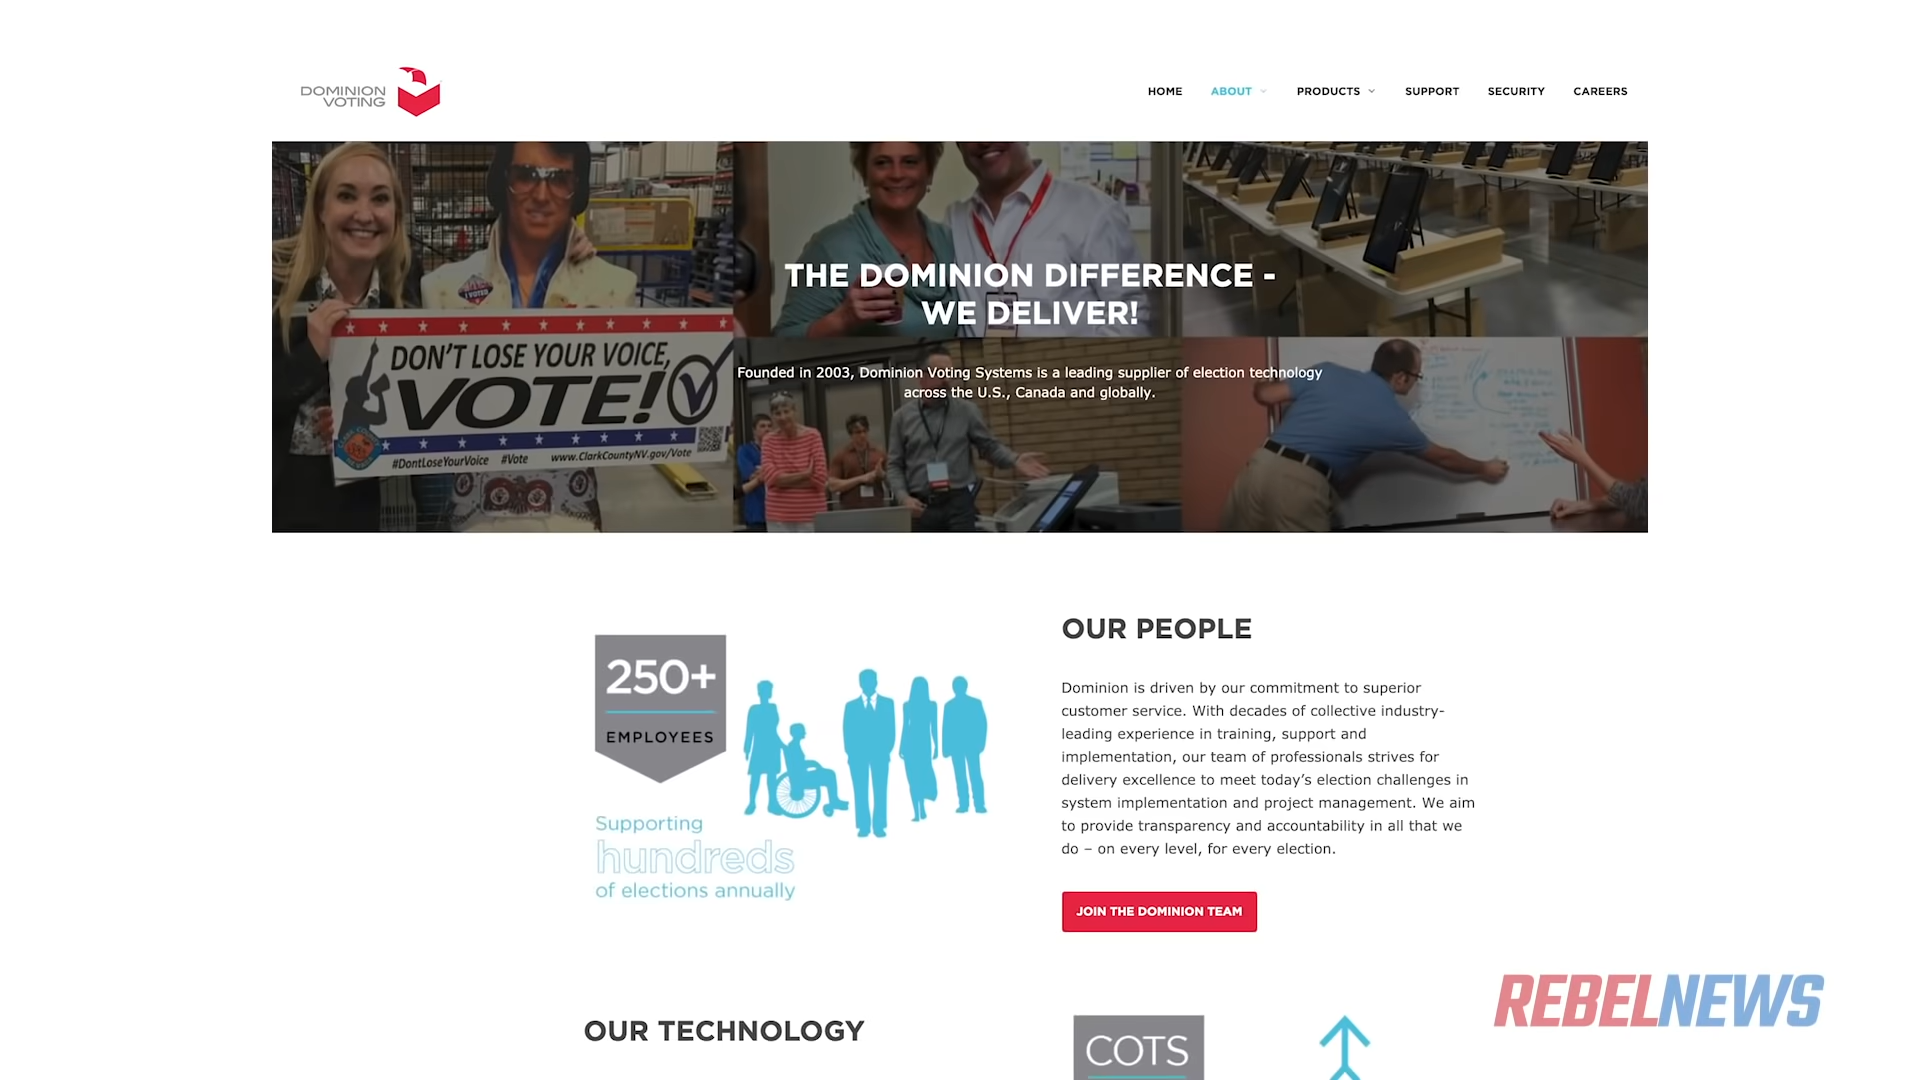 DOMINION
VOTING
HOME
ABOUT
PRODUCTS
SUPPORT
SECURITY
CAREERS
THE DOMINION DIFFERENCE -
WE DELIVER!
Founded in 2003, Dominion Voting Systems is a leading supplier of election technology
across the U.S., Canada and globally.
I VOTED
DON'T LOSE YOUR VOICE,
VOTE!
#DontLoseYourVoice #Vote www.ClarkCountyNV.gov/Vote
250+
EMPLOYEES
Supporting
hundreds
of elections annually
OUR PEOPLE
Dominion is driven by our commitment to superior
customer service. With decades of collective industry-
leading experience in training, support and
implementation, our team of professionals strives for
delivery excellence to meet today's election challenges in
system implementation and project management. We aim
to provide transparency and accountability in all that we
do – on every level, for every election.
JOIN THE DOMINION TEAM
OUR TECHNOLOGY
COTS
REBELNEWS